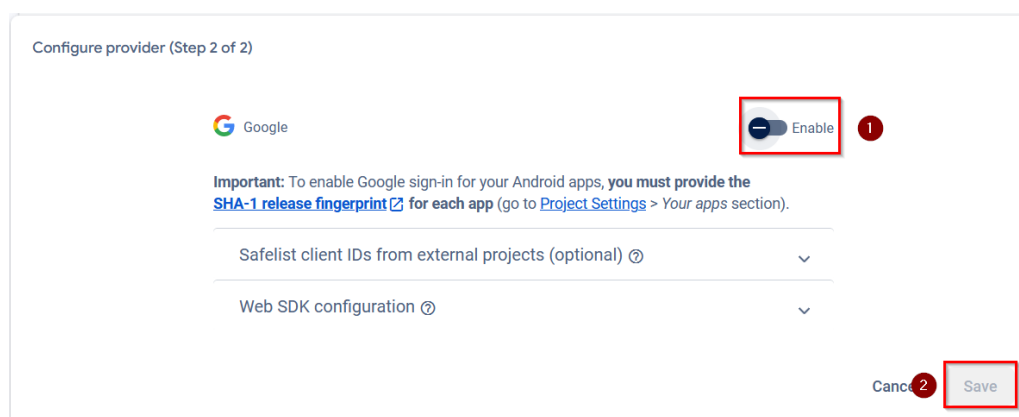 Configure provider (Step 2 of 2)
Google
Enable
1
Important: To enable Google sign-in for your Android apps, you must provide the
SHA-1 release fingerprint for each app (go to Project Settings > Your apps section).
Safelist client IDs from external projects (optional)
Web SDK configuration
Cance
2
Save